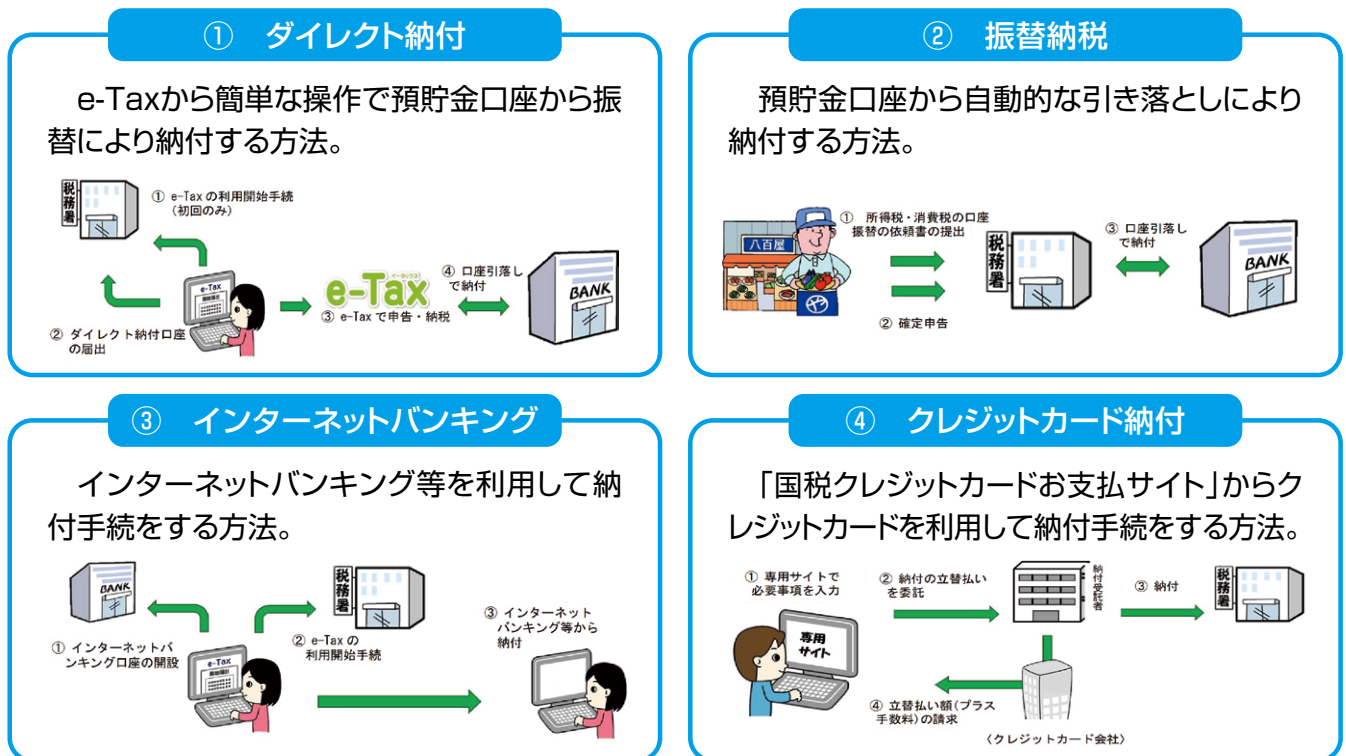 ① ダイレクト納付
e-Taxから簡単な操作で預貯金口座から振
替により納付する方法。
税務署
① e-Tax の利用開始手続
(初回のみ)
e-Tax
② ダイレクト納付口座
の届出
イータックス
e-Tax
③ e-Tax で申告・納税
④ 口座引落し
で納付
BANK
② 振替納税
預貯金口座から自動的な引き落としにより
納付する方法。
八百屋
や
① 所得税・消費税の口座
振替の依頼書の提出
② 確定申告
税務署
③ 口座引落し
で納付
BANK
③ インターネットバンキング
インターネットバンキング等を利用して納
付手続をする方法。
BANK
① インターネットバ
ンキング口座の開設
e-Tax
税務署
② e-Tax の
利用開始手続
③ インターネット
バンキング等から
納付
④ クレジットカード納付
「国税クレジットカードお支払サイト」からク
レジットカードを利用して納付手続をする方法。
① 専用サイトで
必要事項を入力
専用
サイト
② 納付の立替払い
を委託
納付受託者
③ 納付
税務署
④ 立替払い額(プラス
手数料)の請求
〈クレジットカード会社〉